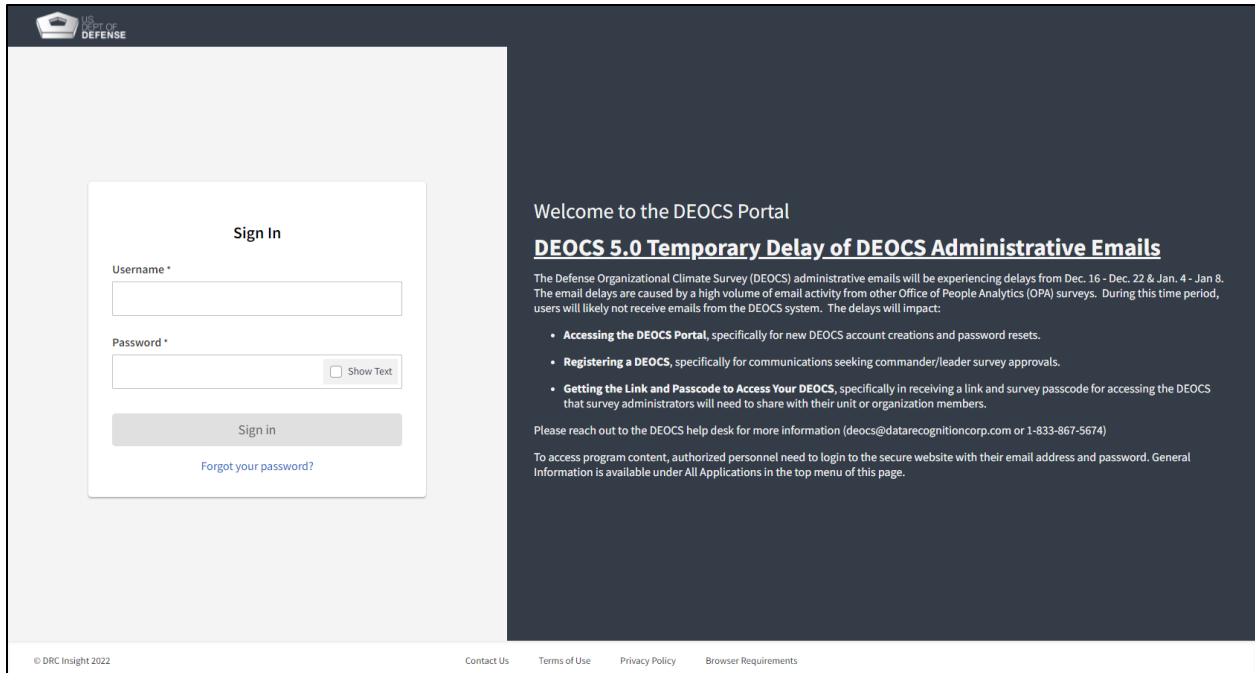 US
DEPT OF
DEFENSE
Sign In
Username *
Password *
Show Text
Sign in
Forgot your password?
Welcome to the DEOCS Portal
DEOCS 5.0 Temporary Delay of DEOCS Administrative Emails
The Defense Organizational Climate Survey (DEOCS) administrative emails will be experiencing delays from Dec. 16 - Dec. 22 & Jan. 4 - Jan 8.
The email delays are caused by a high volume of email activity from other Office of People Analytics (OPA) surveys. During this time period,
users will likely not receive emails from the DEOCS system. The delays will impact:
• Accessing the DEOCS Portal, specifically for new DEOCS account creations and password resets.
• Registering a DEOCS, specifically for communications seeking commander/leader survey approvals.
• Getting the Link and Passcode to Access Your DEOCS, specifically in receiving a link and survey passcode for accessing the DEOCS
that survey administrators will need to share with their unit or organization members.
Please reach out to the DEOCS help desk for more information (deocs@datarecognitioncorp.com or 1-833-867-5674)
To access program content, authorized personnel need to login to the secure website with their email address and password. General
Information is available under All Applications in the top menu of this page.
© DRC Insight 2022
Contact Us
Terms of Use
Privacy Policy
Browser Requirements